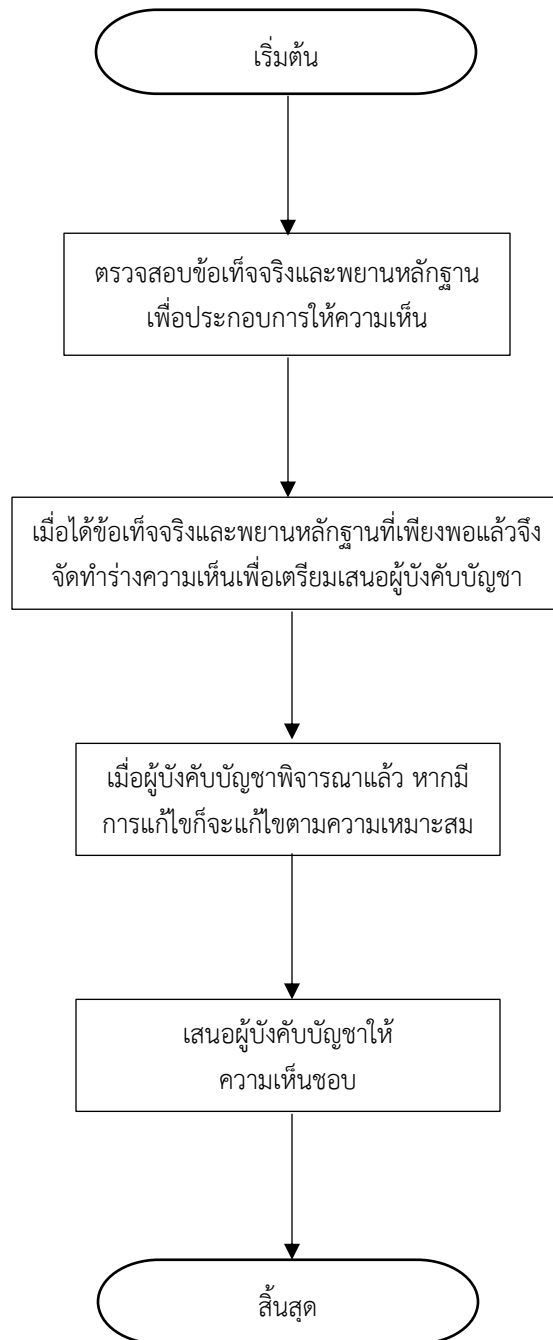 เริ่มต้น
ตรวจสอบข้อเท็จจริงและพยานหลักฐาน
เพื่อประกอบการให้ความเห็น
เมื่อได้ข้อเท็จจริงและพยานหลักฐานที่เพียงพอแล้วจึง
จัดทำร่างความเห็นเพื่อเตรียมเสนอผู้บังคับบัญชา
เมื่อผู้บังคับบัญชาพิจารณาแล้ว หากมี
การแก้ไขก็จะแก้ไขตามความเหมาะสม
เสนอผู้บังคับบัญชาให้
ความเห็นชอบ
สิ้นสุด